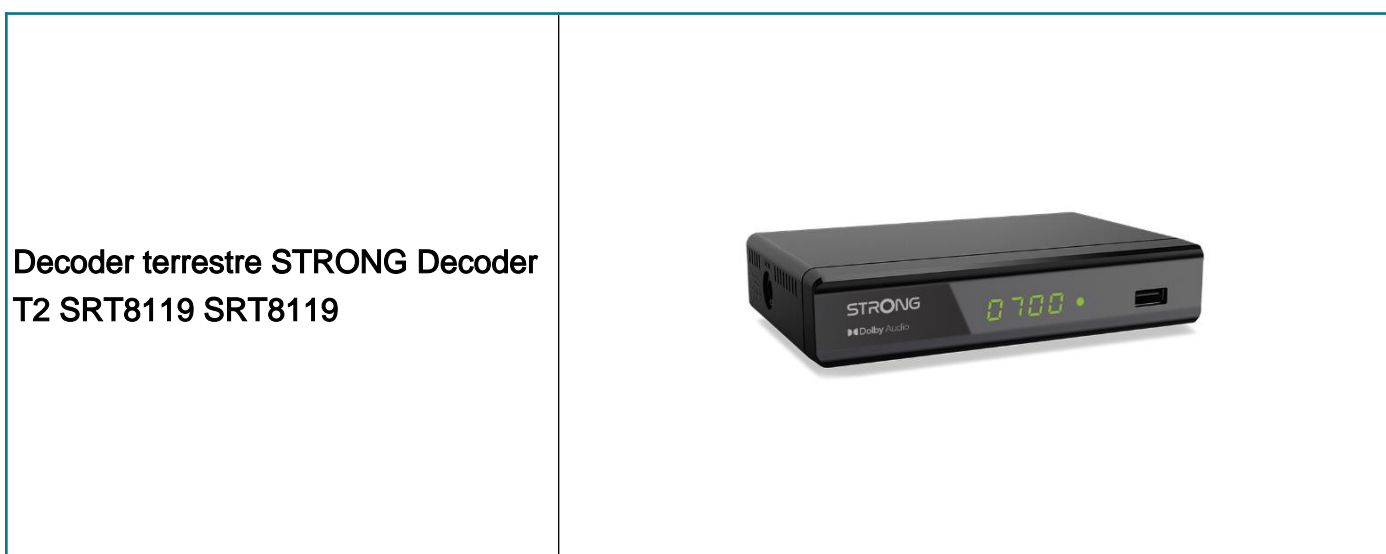 Decoder terrestre STRONG Decoder
T2 SRT8119 SRT8119
STRONG
Dolby Audio
0700